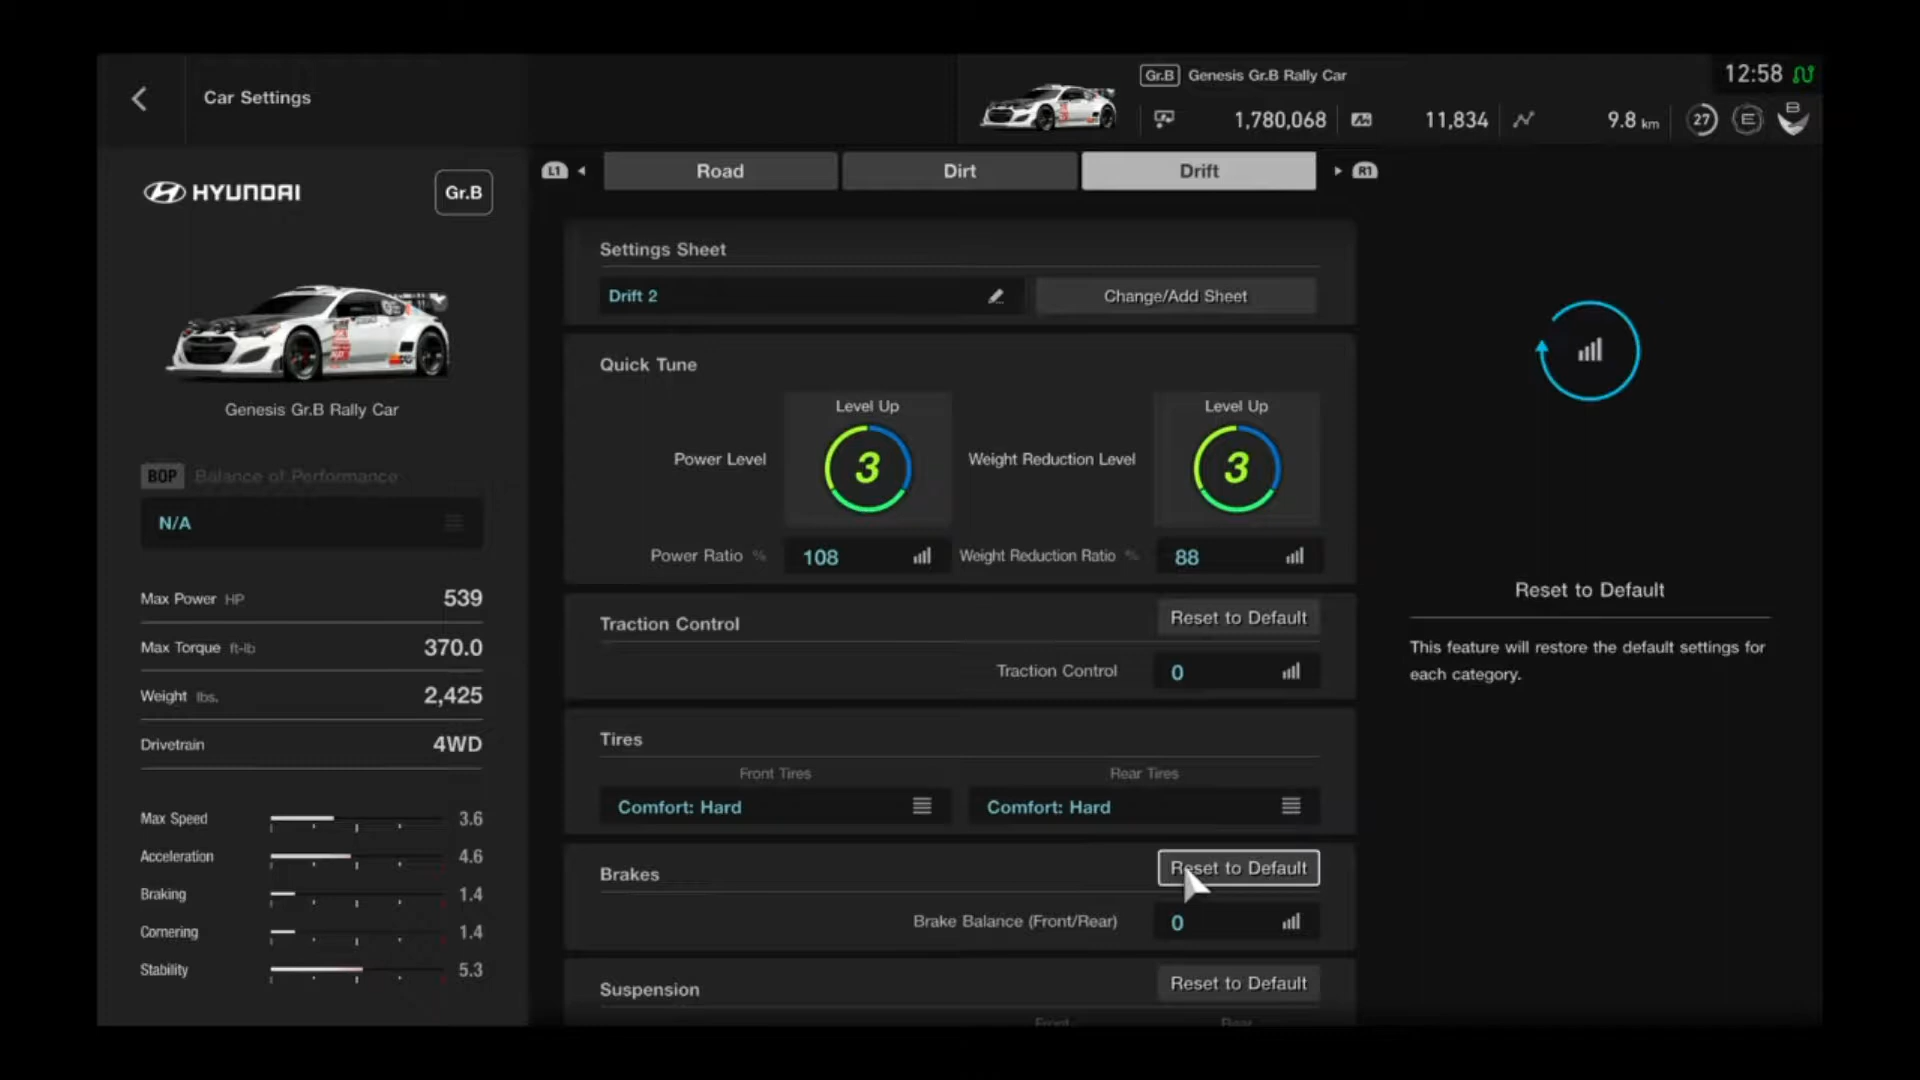 Car Settings
Gr.B Genesis Gr.B Rally Car
12:58
1,780,068
11,834
9.8 km
27
E
B
HYUNDAI
Gr.B
Genesis Gr.B Rally Car
BOP Balance of Performance
N/A
Max Power HP 539
Max Torque ft-lb 370.0
Weight lbs. 2,425
Drivetrain 4WD
Max Speed 3.6
Acceleration 4.6
Braking 1.4
Cornering 1.4
Stability 5.3
L1 Road Dirt Drift R1
Settings Sheet
Drift 2 Change/Add Sheet
Quick Tune
Level Up Level Up
Power Level 3 Weight Reduction Level 3
Power Ratio % 108 Weight Reduction Ratio % 88
Traction Control Reset to Default
Traction Control 0
Tires
Front Tires Rear Tires
Comfort: Hard Comfort: Hard
Brakes Reset to Default
Brake Balance (Front/Rear) 0
Suspension Reset to Default
Front Rear
Reset to Default
This feature will restore the default settings for
each category.